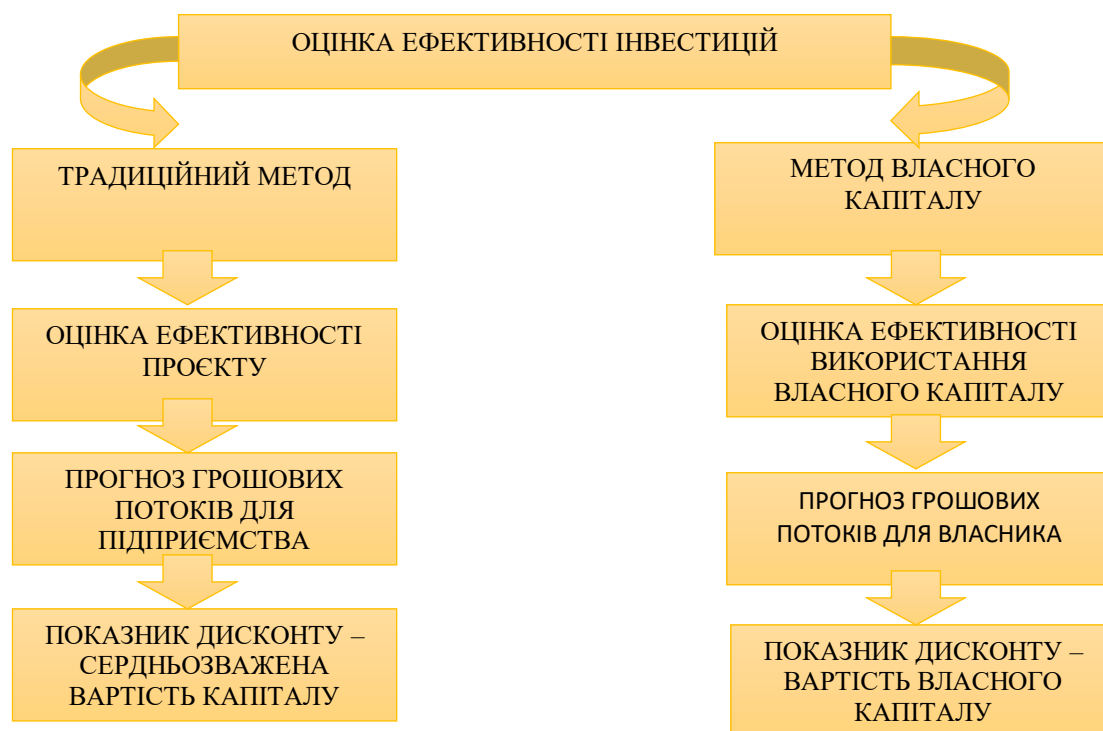 ОЦІНКА ЕФЕКТИВНОСТІ ІНВЕСТИЦІЙ
ТРАДИЦІЙНИЙ МЕТОД
ОЦІНКА ЕФЕКТИВНОСТІ
ПРОЄКТУ
ПРОГНОЗ ГРОШОВИХ
ПОТОКІВ ДЛЯ
ПІДПРИЄМСТВА
ПОКАЗНИК ДИСКОНТУ –
СЕРДНЬОЗВАЖЕНА
ВАРТІСТЬ КАПІТАЛУ
МЕТОД ВЛАСНОГО
КАПІТАЛУ
ОЦІНКА ЕФЕКТИВНОСТІ
ВИКОРИСТАННЯ
ВЛАСНОГО КАПІТАЛУ
ПРОГНОЗ ГРОШОВИХ
ПОТОКІВ ДЛЯ ВЛАСНИКА
ПОКАЗНИК ДИСКОНТУ –
ВАРТІСТЬ ВЛАСНОГО
КАПІТАЛУ